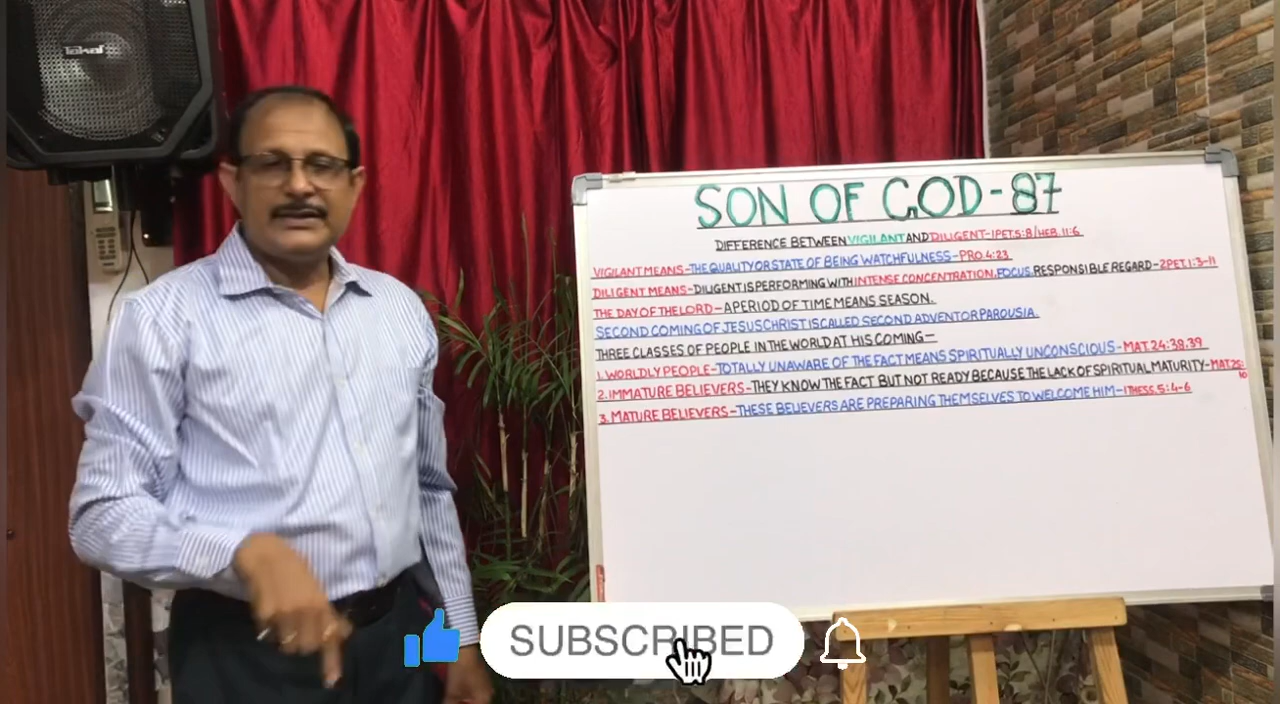 Tokai
SON OF GOD-87
DIFFERENCE BETWEEN VIGILANT AND DILIGENT-1PET.5:8/HEB.11:6
VIGILANT MEANS-THE QUALITY OR STATE OF BEING WATCHFULNESS-PRO.4:23
DILIGENT MEANS-DILIGENT IS PERFORMING WITH INTENSE CONCENTRATION, FOCUS, RESPONSIBLE REGARD-2PET.1:3-11
THE DAY OF THE LORD-A PERIOD OF TIME MEANS SEASON.
SECOND COMING OF JESUS CHRIST IS CALLED SECOND ADVENT OR PAROUSIA.
THREE CLASSES OF PEOPLE IN THE WORLD AT HIS COMING-
1. WORLDLY PEOPLE-TOTALLY UNAWARE OF THE FACT MEANS SPIRITUALLY UNCONSCIOUS-MAT.24:38,39
2. IMMATURE BELIEVERS-THEY KNOW THE FACT BUT NOT READY BECAUSE THE LACK OF SPIRITUAL MATURITY-MAT.25:10
3. MATURE BELIEVERS-THESE BELIEVERS ARE PREPARING THEMSELVES TO WELCOME HIM-1THESS.5:4-6
SUBSCRIBED